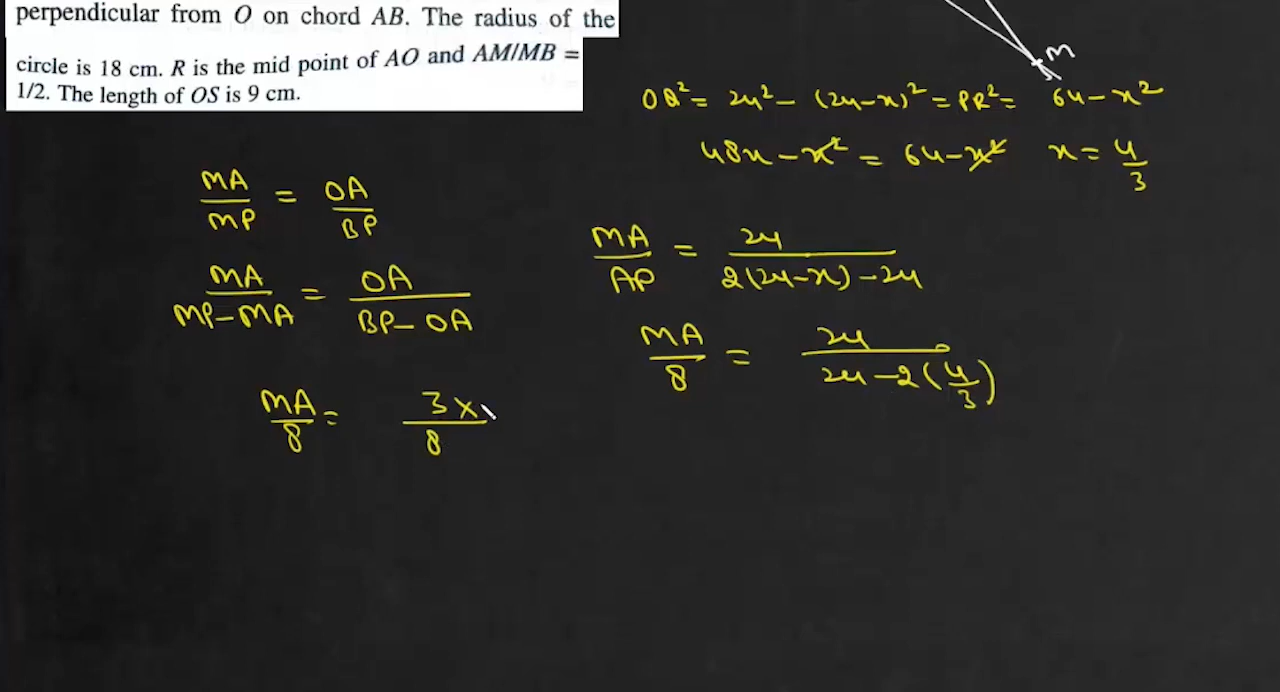 perpendicular from O on chord AB. The radius of the
circle is 18 cm. R is the mid point of AO and AM/MB =
1/2. The length of OS is 9 cm.
M
OQ² = 24² - (24-x)² = PR² = 64 - x²
48x - x² = 64 - x² x = 4/3
MA/MP = OA/BP
MA/AP = 24/(2(24-x) - 24)
MA/(MP-MA) = OA/(BP-OA)
MA/8 = 24/(24 - 2(4/3))
MA/8 = 3x/8